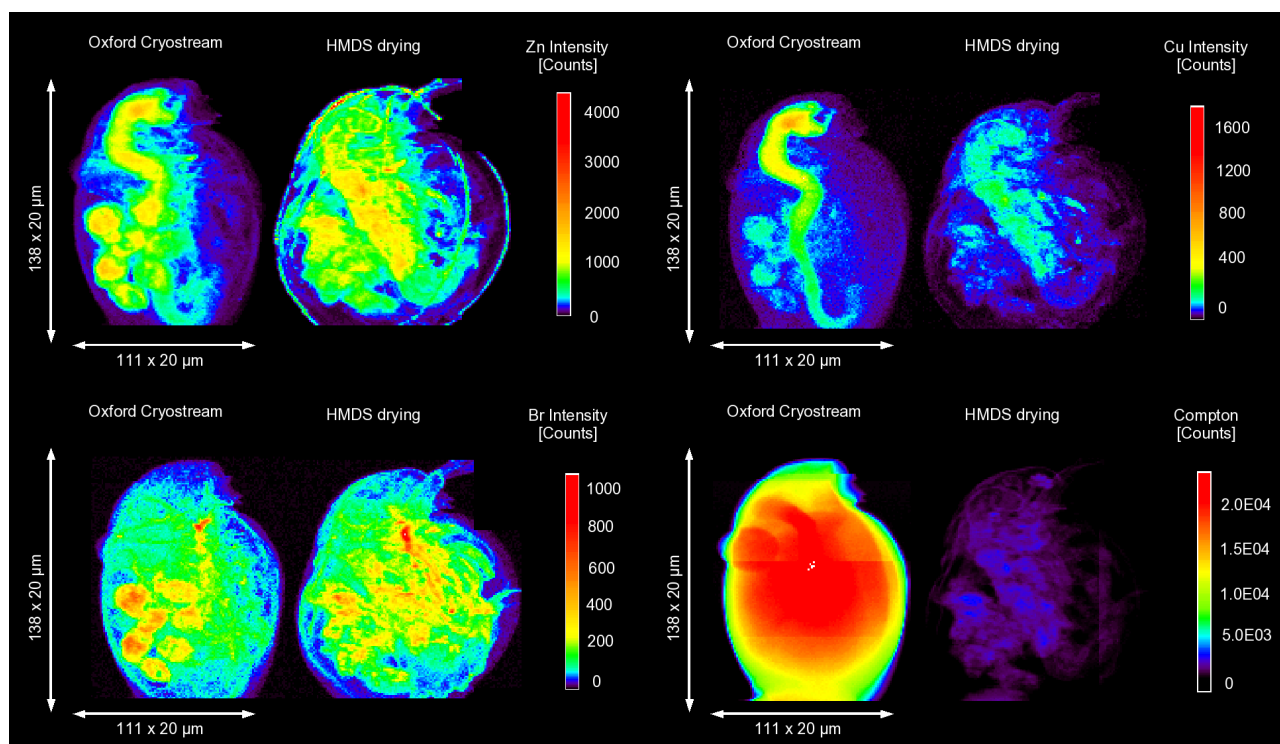 Oxford Cryostream
HMDS drying
Zn Intensity
[Counts]
4000
3000
2000
1000
0
138 x 20 µm
111 x 20 µm
Oxford Cryostream
HMDS drying
Cu Intensity
[Counts]
1600
1200
800
400
0
138 x 20 µm
111 x 20 µm
Oxford Cryostream
HMDS drying
Br Intensity
[Counts]
1000
800
600
400
200
0
138 x 20 µm
111 x 20 µm
Oxford Cryostream
HMDS drying
Compton
[Counts]
2.0E04
1.5E04
1.0E04
5.0E03
0
138 x 20 µm
111 x 20 µm